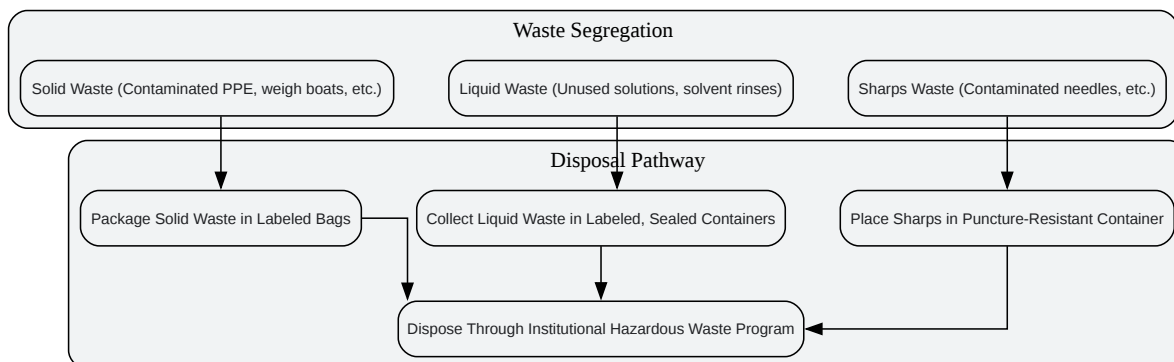 Waste Segregation
Solid Waste (Contaminated PPE, weigh boats, etc.)
Liquid Waste (Unused solutions, solvent rinses)
Sharps Waste (Contaminated needles, etc.)
Disposal Pathway
Package Solid Waste in Labeled Bags
Collect Liquid Waste in Labeled, Sealed Containers
Place Sharps in Puncture-Resistant Container
Dispose Through Institutional Hazardous Waste Program